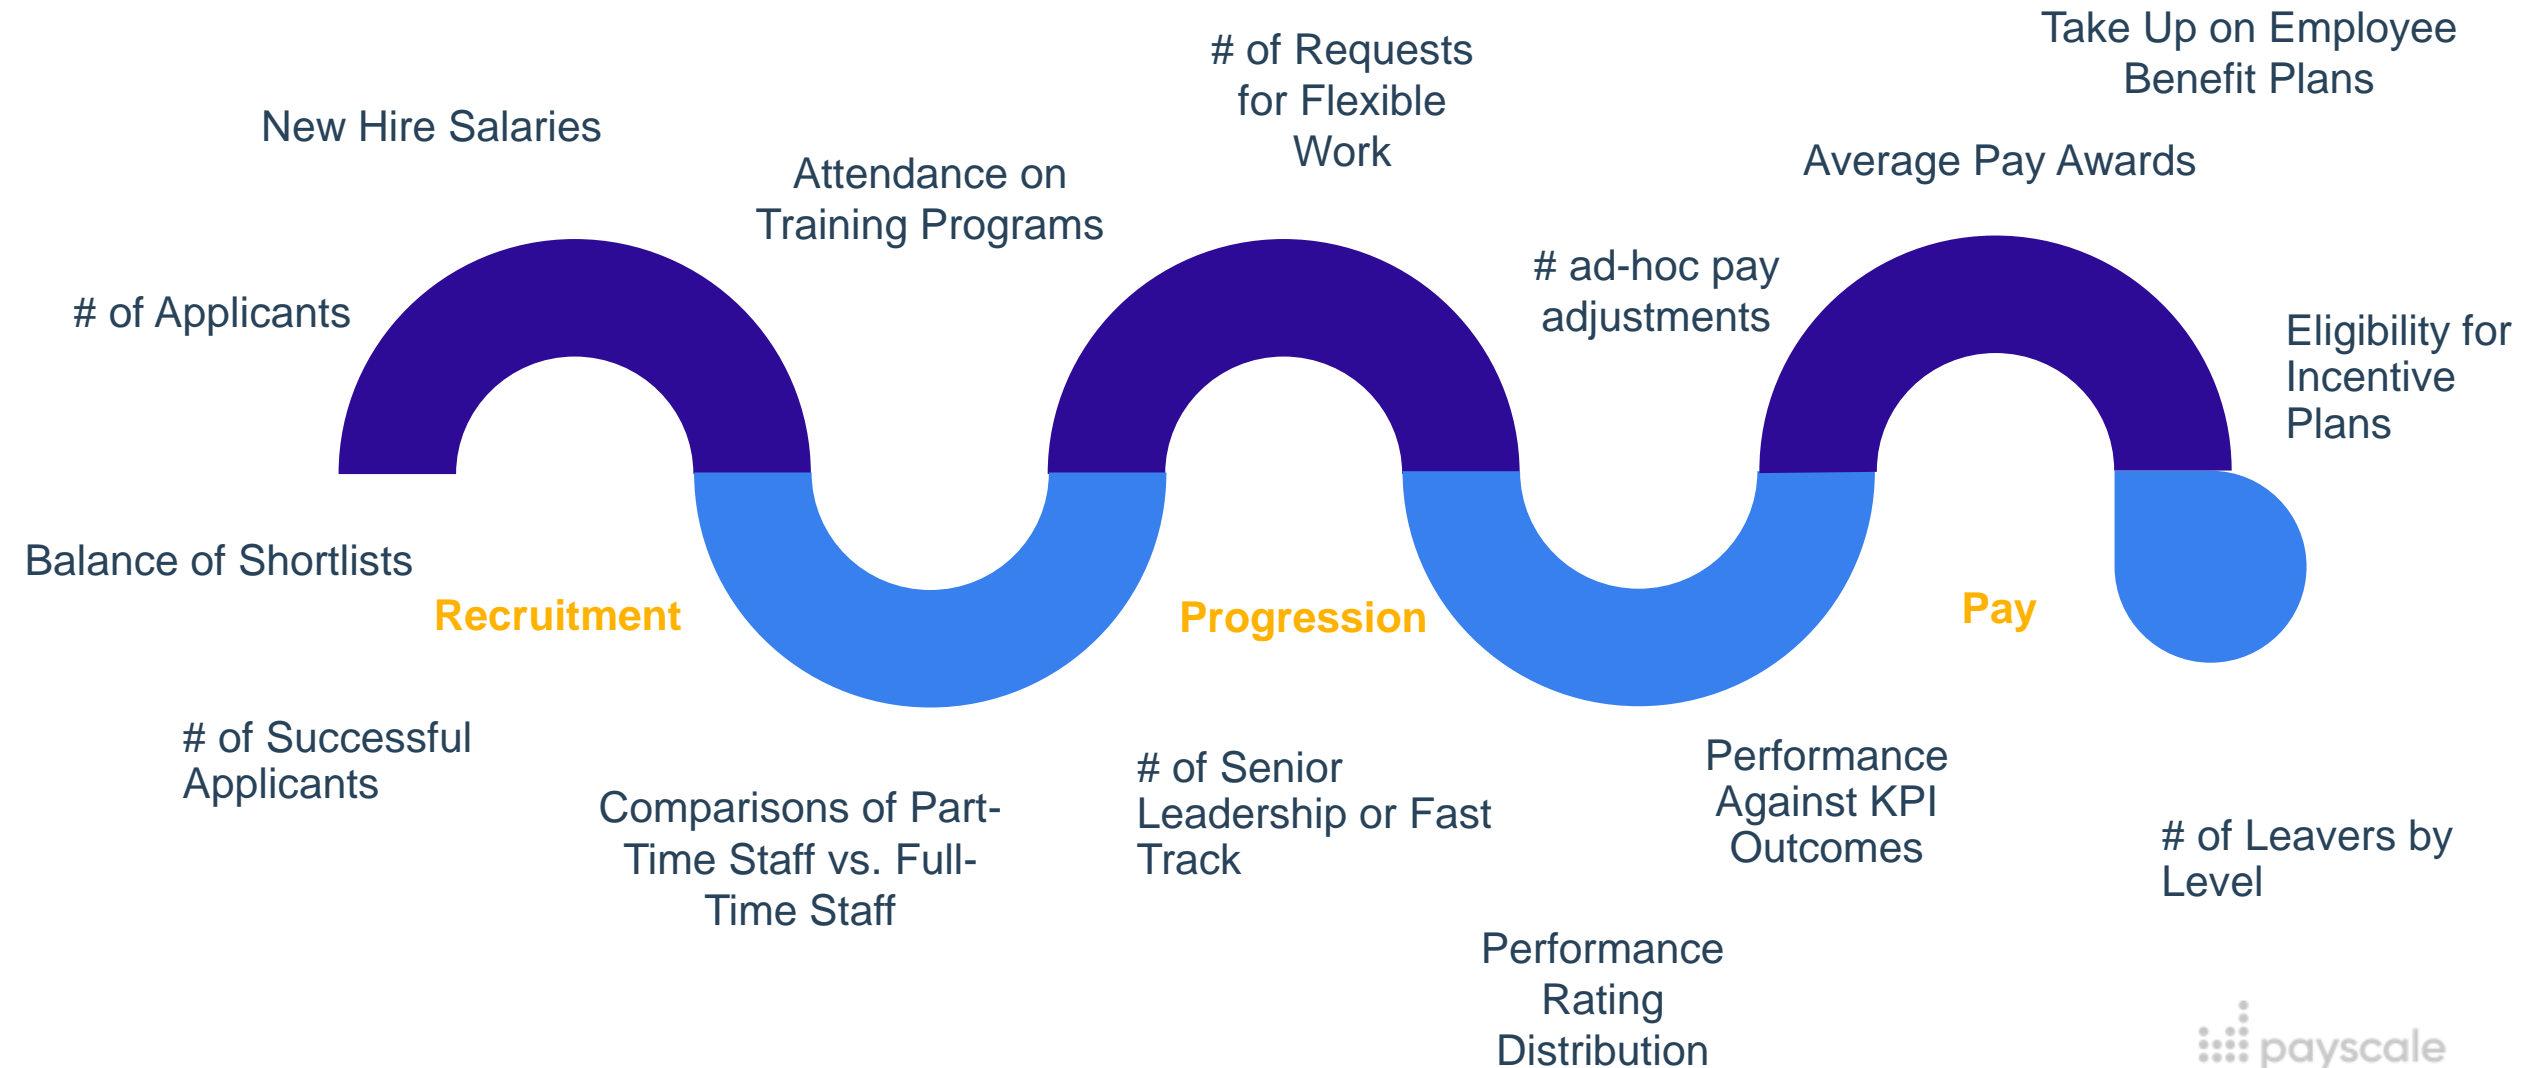 Take Up on Employee
Benefit Plans
# of Requests
for Flexible
Work
New Hire Salaries
Average Pay Awards
Attendance on
Training Programs
# ad-hoc pay
adjustments
# of Applicants
Eligibility for
Incentive
Plans
Balance of Shortlists
Recruitment
Progression
Pay
# of Successful
Applicants
Comparisons of Part-
Time Staff vs. Full-
Time Staff
# of Senior
Leadership or Fast
Track
Performance
Against KPI
Outcomes
# of Leavers by
Level
Performance
Rating
Distribution
payscale